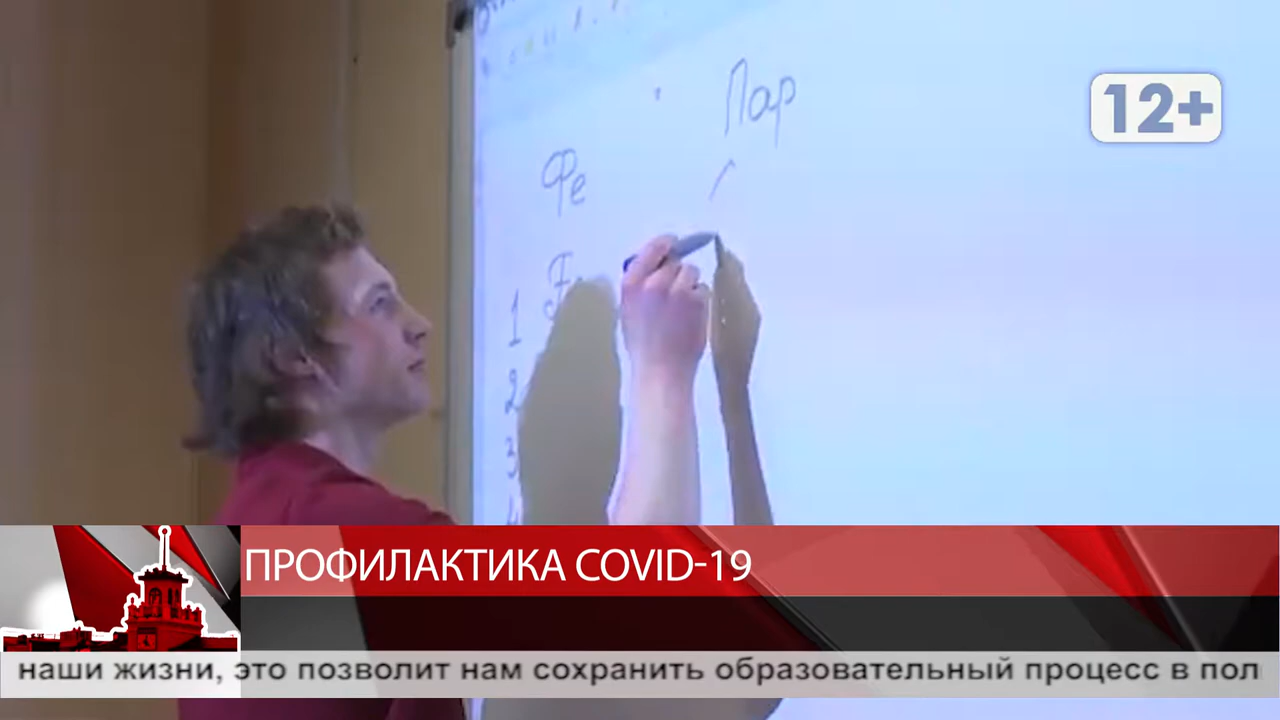 12+
Пар
Фе
1
2
3
ПРОФИЛАКТИКА COVID-19
наши жизни, это позволит нам сохранить образовательный процесс в пол